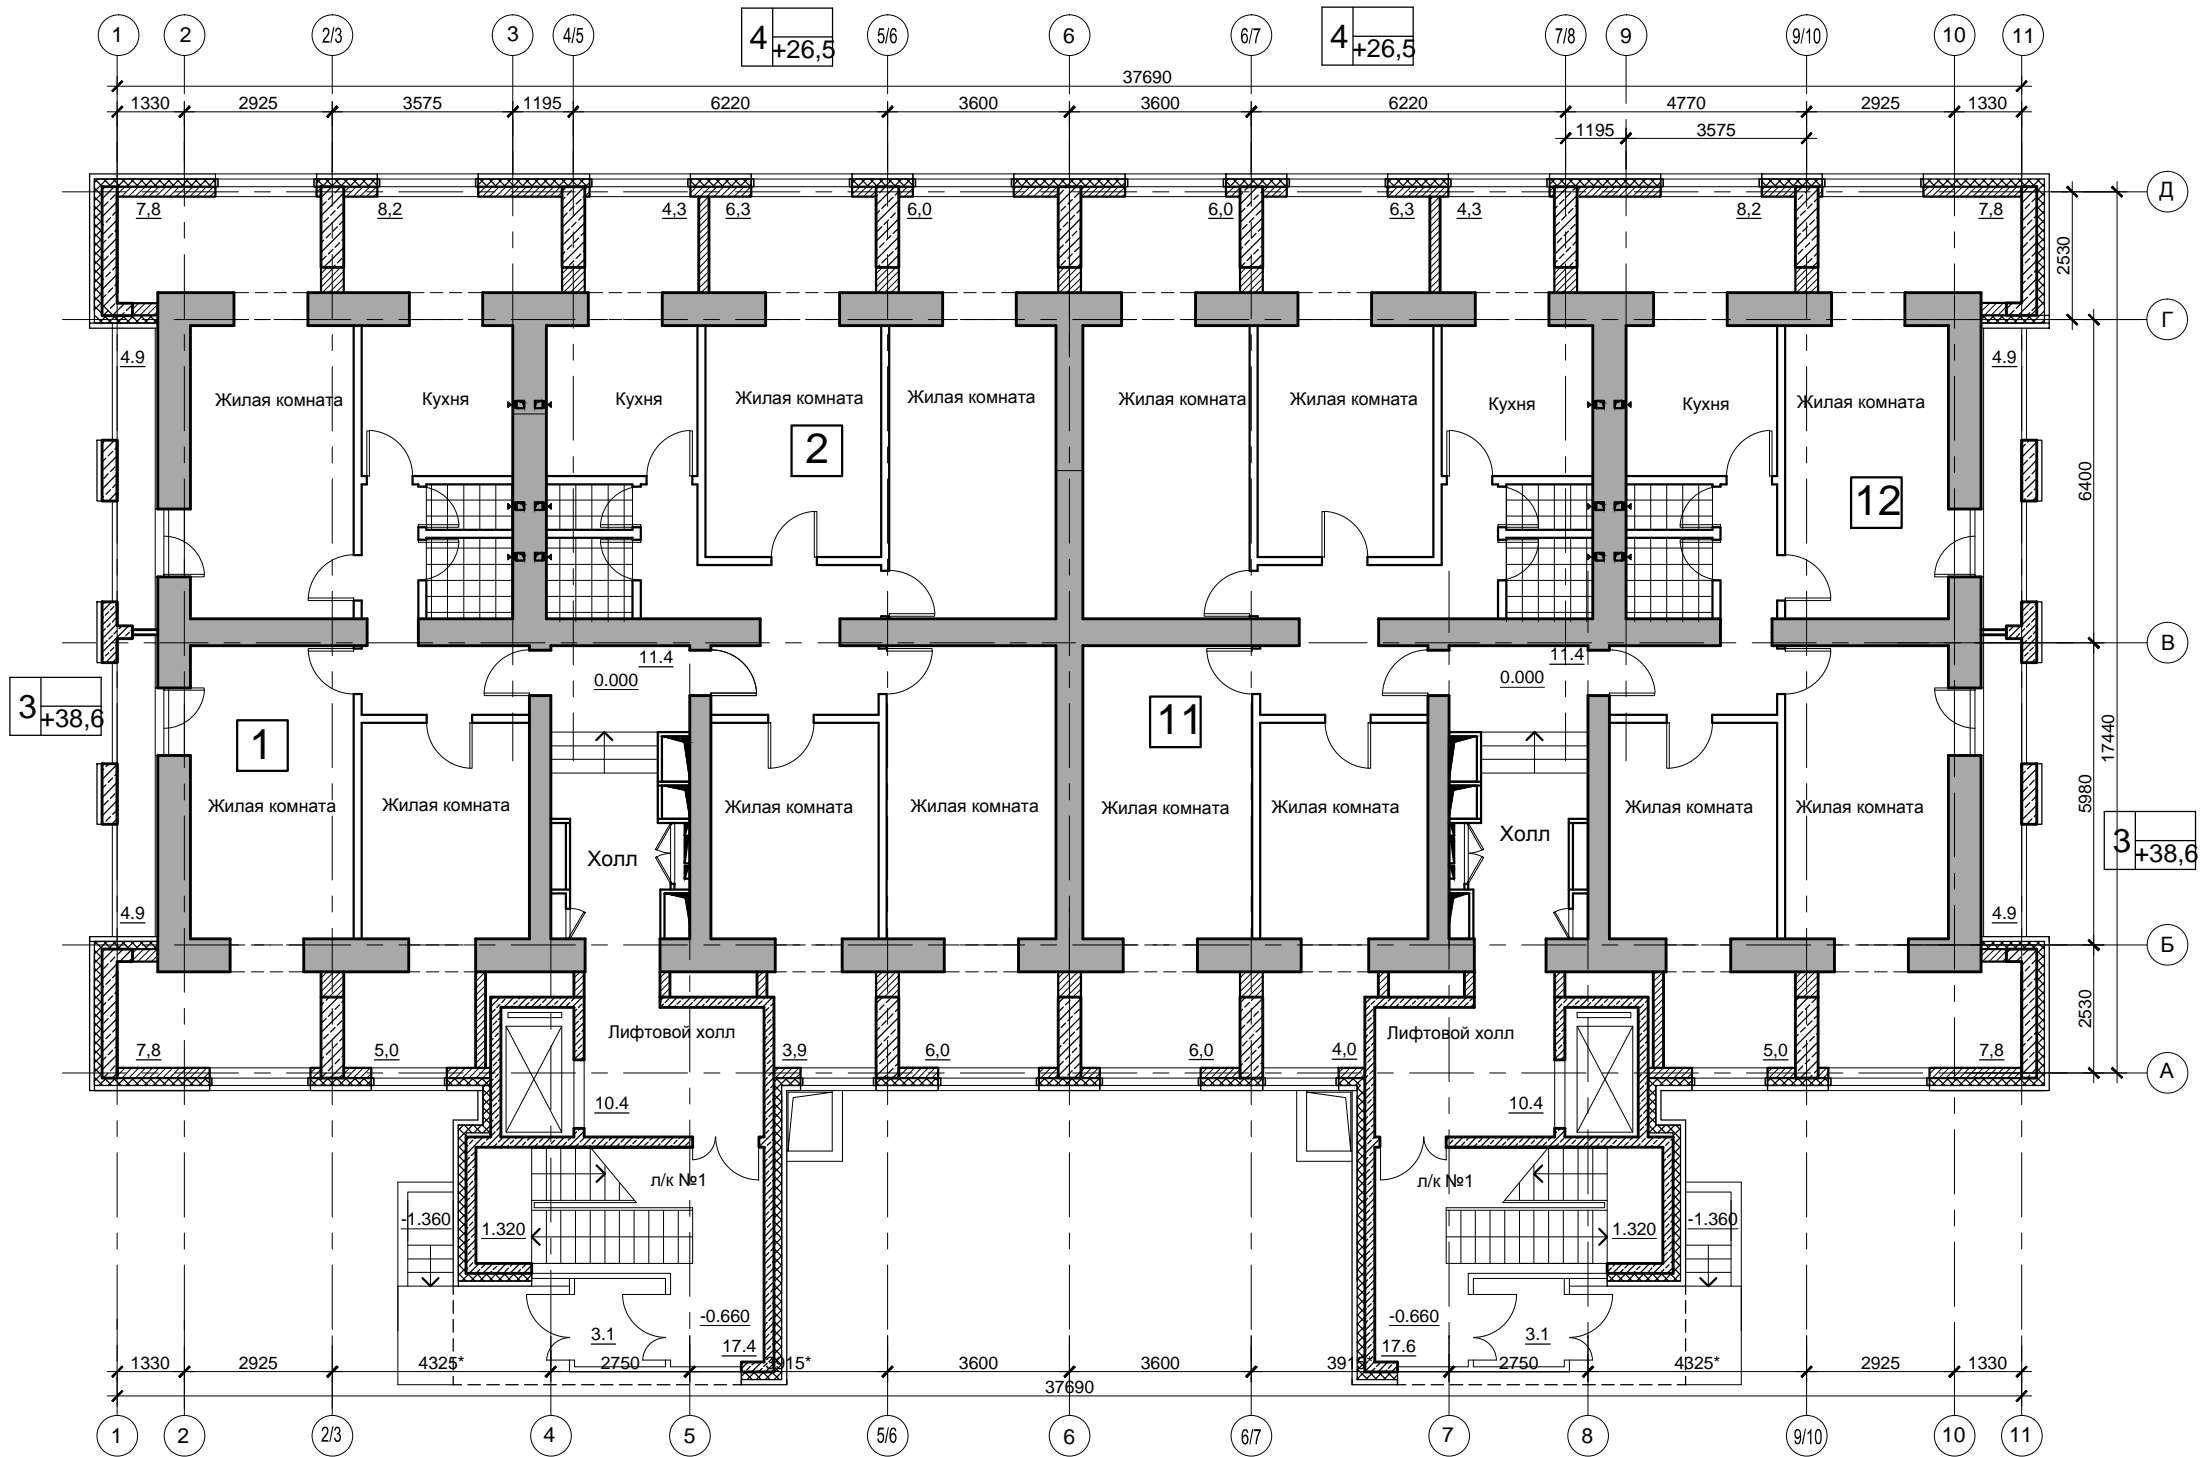 1 2 2/3 3 4/5 5/6 6 6/7 7/8 9 9/10 10 11
4 +26,5 4 +26,5
37690
1330 2925 3575 1195 6220 3600 3600 6220 4770 2925 1330
1195 3575
Д
7,8 8,2 4,3 6,3 6,0 6,0 6,3 4,3 8,2 7,8
2530
Г
4.9 4.9
Жилая комната Кухня Кухня Жилая комната Жилая комната Жилая комната Жилая комната Кухня Кухня Жилая комната
2 12
6400
В
11.4 11.4
0.000 0.000
3 +38,6
1 11
17440
Жилая комната Жилая комната Жилая комната Жилая комната Жилая комната Жилая комната Жилая комната Жилая комната
5980
Холл Холл
3 +38,6
4.9 4.9
Б
Лифтовой холл Лифтовой холл
2530
7,8 5,0 3,9 6,0 6,0 4,0 5,0 7,8
А
10.4 10.4
л/к №1 л/к №1
-1.360 1.320 1.320 -1.360
-0.660 -0.660
3.1 17.4 17.6 3.1
1330 2925 4325* 2750 3915* 3600 3600 3915* 2750 4325* 2925 1330
37690
1 2 2/3 4 5 5/6 6 6/7 7 8 9/10 10 11